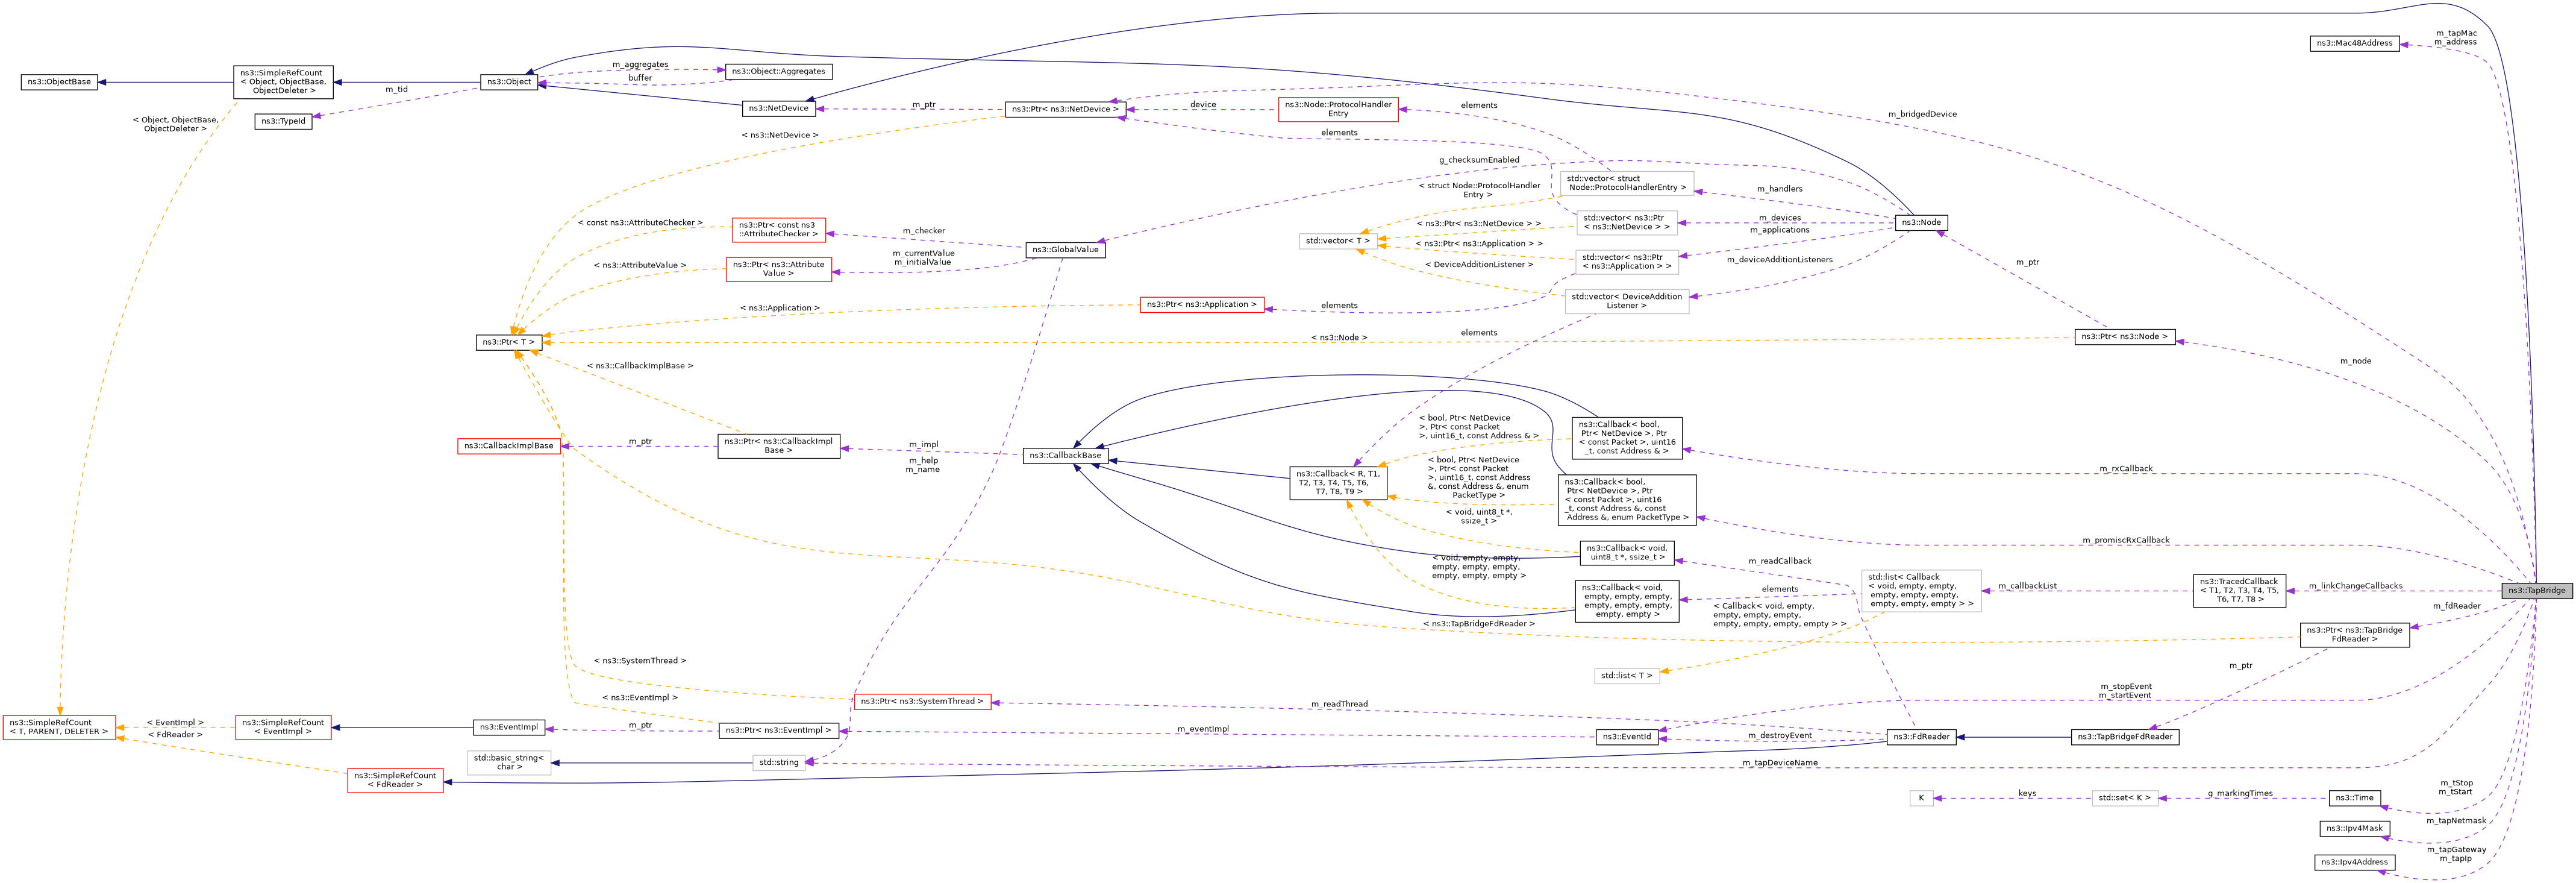 ns3::ObjectBase
ns3::SimpleRefCount
< Object, ObjectBase,
ObjectDeleter >
ns3::TypeId
< Object, ObjectBase,
ObjectDeleter >
m_tid
ns3::Object
m_aggregates
buffer
ns3::Object::Aggregates
ns3::NetDevice
m_ptr
ns3::Ptr< ns3::NetDevice >
< ns3::NetDevice >
device
elements
ns3::Node::ProtocolHandler
Entry
elements
g_checksumEnabled
std::vector< struct
Node::ProtocolHandlerEntry >
< struct Node::ProtocolHandler
Entry >
m_handlers
std::vector< ns3::Ptr
< ns3::NetDevice > >
< ns3::Ptr< ns3::NetDevice > >
m_devices
m_applications
ns3::Node
std::vector< T >
< ns3::Ptr< ns3::Application > >
std::vector< ns3::Ptr
< ns3::Application > >
< DeviceAdditionListener >
m_deviceAdditionListeners
std::vector< DeviceAddition
Listener >
elements
elements
m_bridgedDevice
m_tapMac
m_address
ns3::Mac48Address
< const ns3::AttributeChecker >
ns3::Ptr< const ns3
::AttributeChecker >
m_checker
ns3::GlobalValue
< ns3::AttributeValue >
ns3::Ptr< ns3::Attribute
Value >
m_currentValue
m_initialValue
< ns3::Application >
ns3::Ptr< ns3::Application >
ns3::Ptr< T >
< ns3::Node >
ns3::Ptr< ns3::Node >
m_ptr
m_node
< ns3::CallbackImplBase >
ns3::CallbackImplBase
m_ptr
ns3::Ptr< ns3::CallbackImpl
Base >
m_impl
m_help
m_name
ns3::CallbackBase
ns3::Callback< R, T1,
T2, T3, T4, T5, T6,
T7, T8, T9 >
< bool, Ptr< NetDevice
>, Ptr< const Packet
>, uint16_t, const Address & >
ns3::Callback< bool,
Ptr< NetDevice >, Ptr
< const Packet >, uint16
_t, const Address & >
m_rxCallback
< bool, Ptr< NetDevice
>, Ptr< const Packet
>, uint16_t, const Address
&, const Address &, enum
PacketType >
ns3::Callback< bool,
Ptr< NetDevice >, Ptr
< const Packet >, uint16
_t, const Address &, const
Address &, enum PacketType >
m_promiscRxCallback
< void, uint8_t *,
ssize_t >
ns3::Callback< void,
uint8_t *, ssize_t >
m_readCallback
< void, empty, empty,
empty, empty, empty,
empty, empty, empty >
ns3::Callback< void,
empty, empty, empty,
empty, empty, empty,
empty, empty >
elements
std::list< Callback
< void, empty, empty,
empty, empty, empty,
empty, empty, empty > >
m_callbackList
ns3::TracedCallback
< T1, T2, T3, T4, T5,
T6, T7, T8 >
m_linkChangeCallbacks
ns3::TapBridge
< Callback< void, empty,
empty, empty, empty,
empty, empty, empty, empty > >
std::list< T >
< ns3::TapBridgeFdReader >
m_fdReader
ns3::Ptr< ns3::TapBridge
FdReader >
m_ptr
< ns3::SystemThread >
ns3::Ptr< ns3::SystemThread >
m_readThread
m_stopEvent
m_startEvent
< ns3::EventImpl >
ns3::SimpleRefCount
< T, PARENT, DELETER >
< EventImpl >
< FdReader >
ns3::SimpleRefCount
< EventImpl >
ns3::EventImpl
m_ptr
ns3::Ptr< ns3::EventImpl >
m_eventImpl
ns3::EventId
m_destroyEvent
ns3::FdReader
ns3::TapBridgeFdReader
std::basic_string<
char >
std::string
m_tapDeviceName
ns3::SimpleRefCount
< FdReader >
K
keys
std::set< K >
g_markingTimes
ns3::Time
m_tStop
m_tStart
ns3::Ipv4Mask
m_tapNetmask
ns3::Ipv4Address
m_tapGateway
m_tapIp